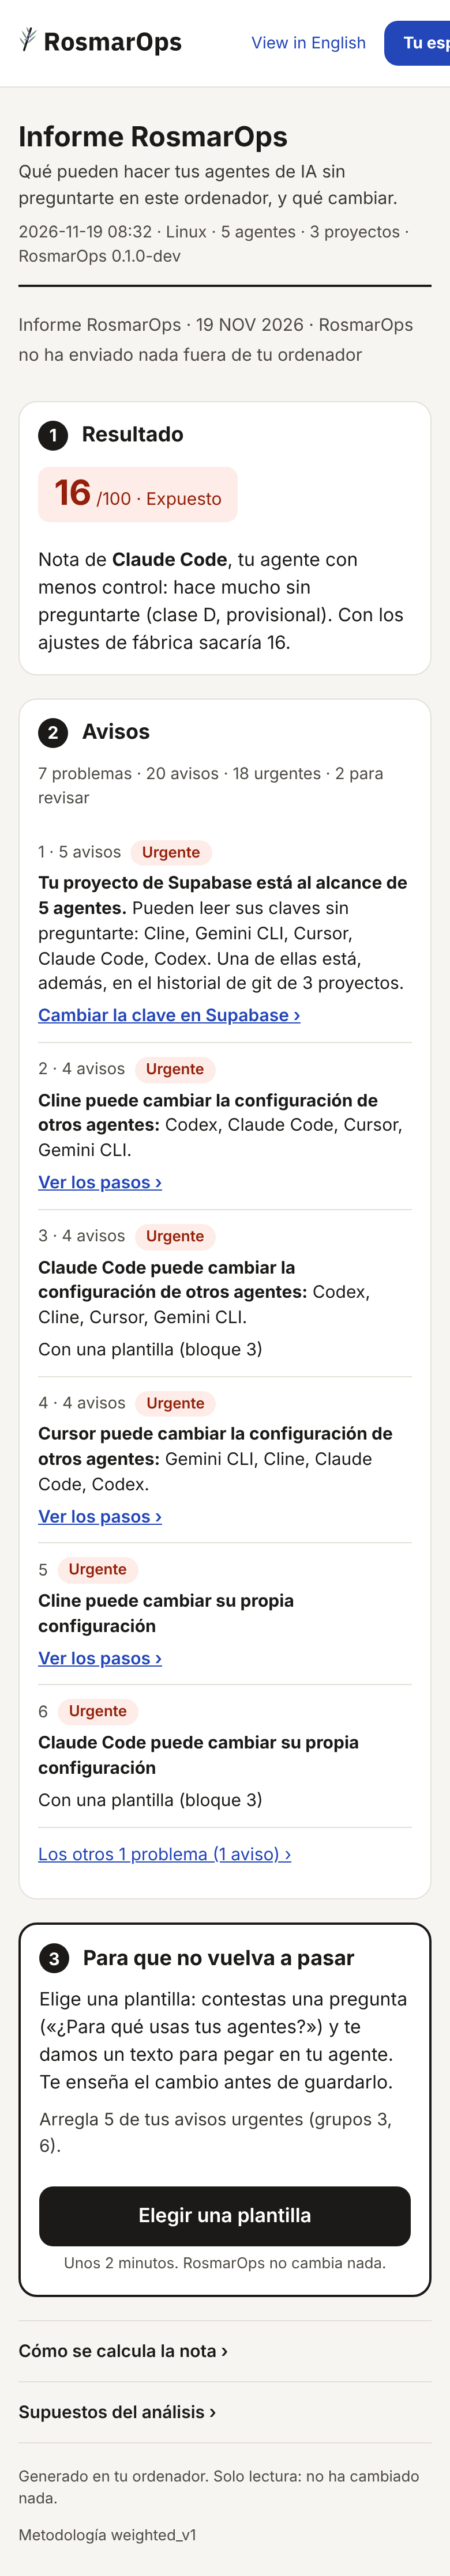 RosmarOps
View in English
Tu esp
Informe RosmarOps
Qué pueden hacer tus agentes de IA sin
preguntarte en este ordenador, y qué cambiar.
2026-11-19 08:32 · Linux · 5 agentes · 3 proyectos ·
RosmarOps 0.1.0-dev
Informe RosmarOps · 19 NOV 2026 · RosmarOps
no ha enviado nada fuera de tu ordenador
1 Resultado
16 /100 · Expuesto
Nota de Claude Code, tu agente con
menos control: hace mucho sin
preguntarte (clase D, provisional). Con los
ajustes de fábrica sacaría 16.
2 Avisos
7 problemas · 20 avisos · 18 urgentes · 2 para
revisar
1 · 5 avisos Urgente
Tu proyecto de Supabase está al alcance de
5 agentes. Pueden leer sus claves sin
preguntarte: Cline, Gemini CLI, Cursor,
Claude Code, Codex. Una de ellas está,
además, en el historial de git de 3 proyectos.
Cambiar la clave en Supabase ›
2 · 4 avisos Urgente
Cline puede cambiar la configuración de
otros agentes: Codex, Claude Code, Cursor,
Gemini CLI.
Ver los pasos ›
3 · 4 avisos Urgente
Claude Code puede cambiar la
configuración de otros agentes: Codex,
Cline, Cursor, Gemini CLI.
Con una plantilla (bloque 3)
4 · 4 avisos Urgente
Cursor puede cambiar la configuración de
otros agentes: Gemini CLI, Cline, Claude
Code, Codex.
Ver los pasos ›
5 Urgente
Cline puede cambiar su propia
configuración
Ver los pasos ›
6 Urgente
Claude Code puede cambiar su propia
configuración
Con una plantilla (bloque 3)
Los otros 1 problema (1 aviso) ›
3 Para que no vuelva a pasar
Elige una plantilla: contestas una pregunta
(«¿Para qué usas tus agentes?») y te
damos un texto para pegar en tu agente.
Te enseña el cambio antes de guardarlo.
Arregla 5 de tus avisos urgentes (grupos 3,
6).
Elegir una plantilla
Unos 2 minutos. RosmarOps no cambia nada.
Cómo se calcula la nota ›
Supuestos del análisis ›
Generado en tu ordenador. Solo lectura: no ha cambiado
nada.
Metodología weighted_v1